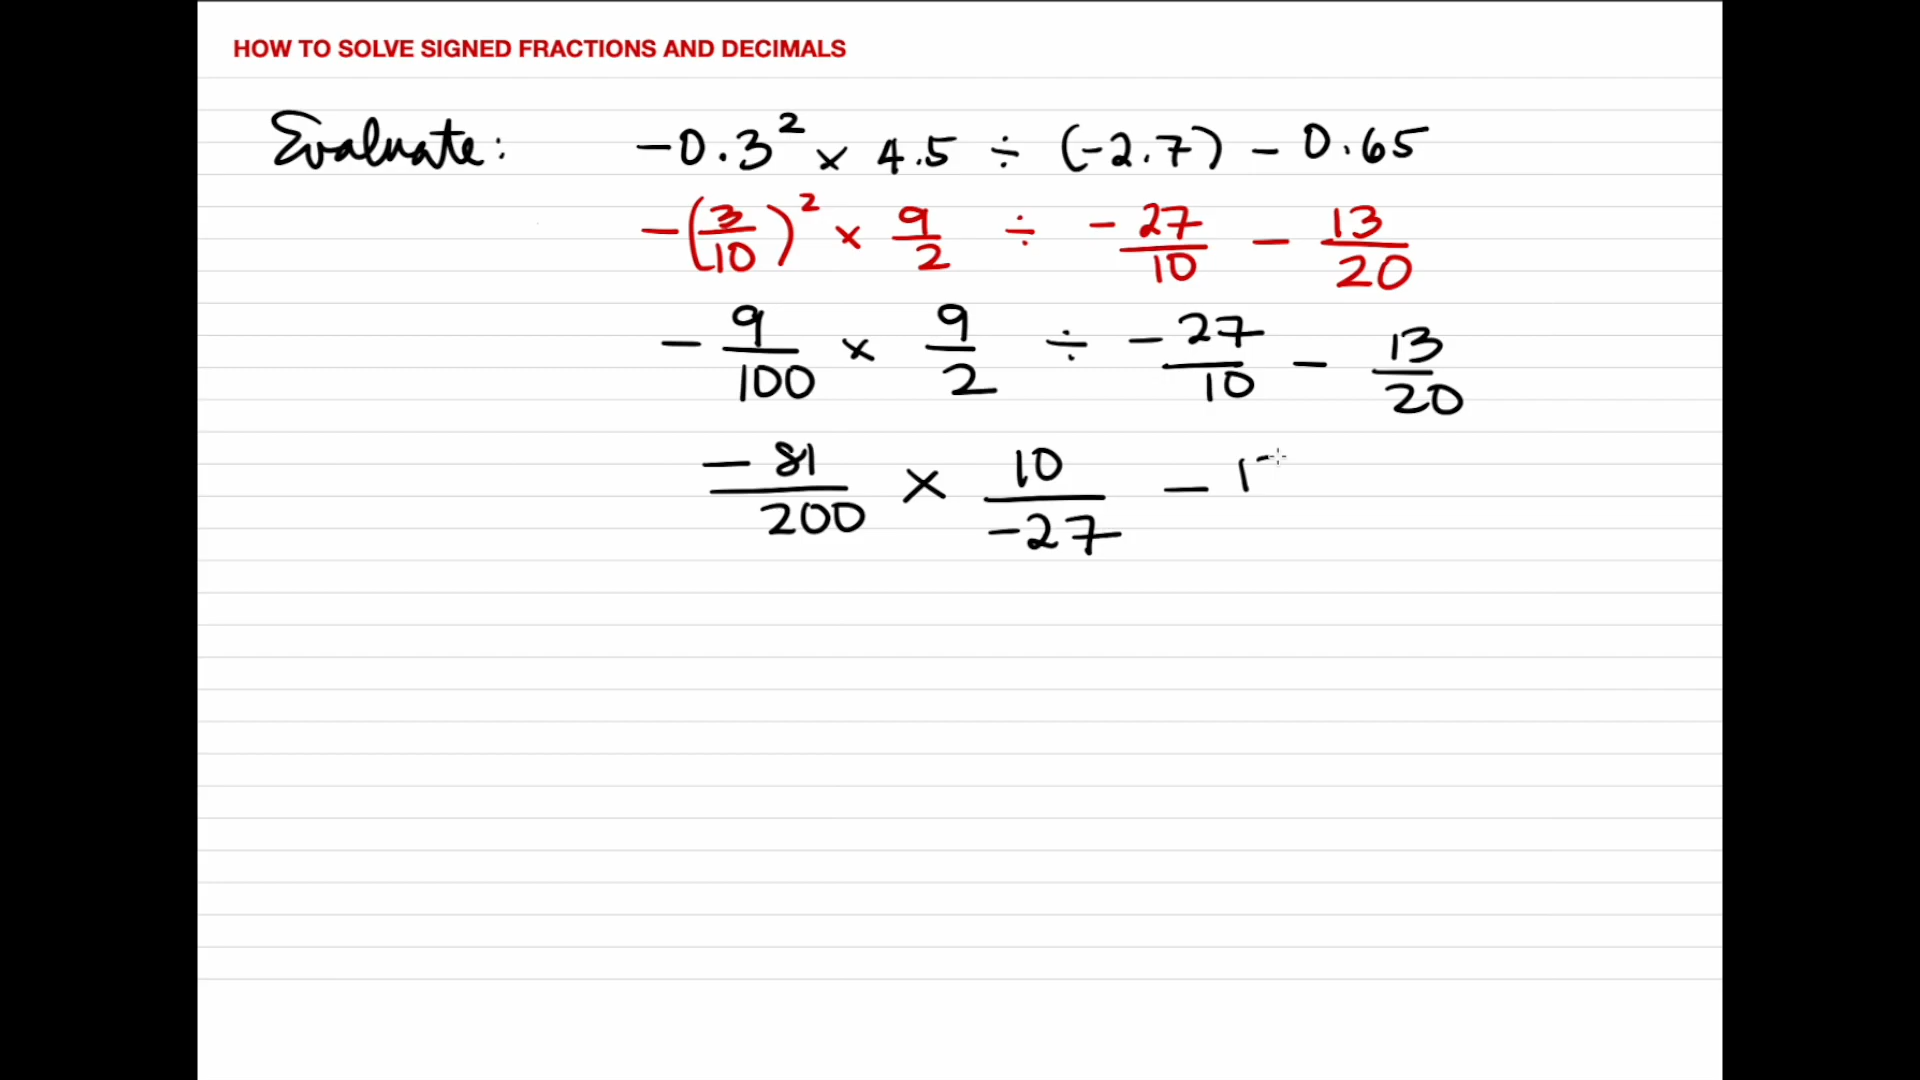 HOW TO SOLVE SIGNED FRACTIONS AND DECIMALS
Evaluate: -0.3² × 4.5 ÷ (-2.7) - 0.65
-(3/10)² × 9/2 ÷ -27/10 - 13/20
-9/100 × 9/2 ÷ -27/10 - 13/20
-81/200 × 10/-27 - 1